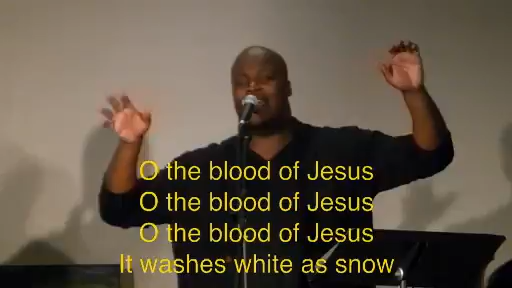 O the blood of Jesus
O the blood of Jesus
O the blood of Jesus
It washes white as snow